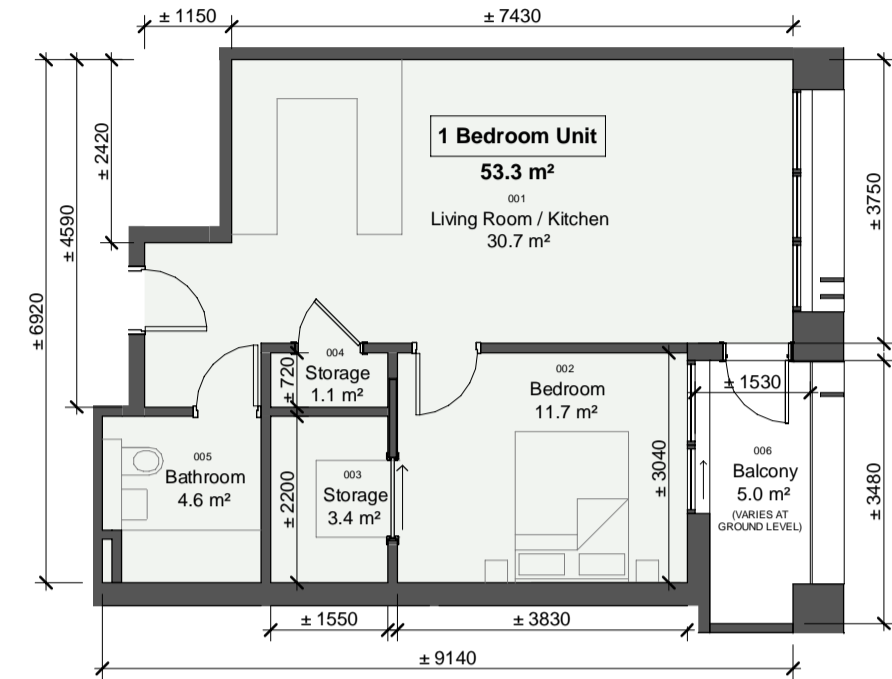 ± 1150
± 7430
± 2420
± 4590
± 6920
± 3750
1 Bedroom Unit
53.3 m²
001
Living Room / Kitchen
30.7 m²
004
Storage
1.1 m²
± 720
002
Bedroom
11.7 m²
± 1530
± 3040
005
Bathroom
4.6 m²
± 2200
003
Storage
3.4 m²
006
Balcony
5.0 m²
(VARIES AT
GROUND LEVEL)
± 3480
± 1550
± 3830
± 9140